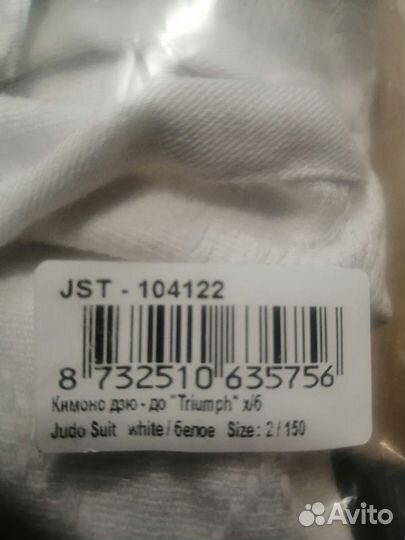 JST - 104122
8 732510 635756
Кимоно дзю - до "Triumph" х/б
Judo Suit white / белое Size: 2 / 150
Avito